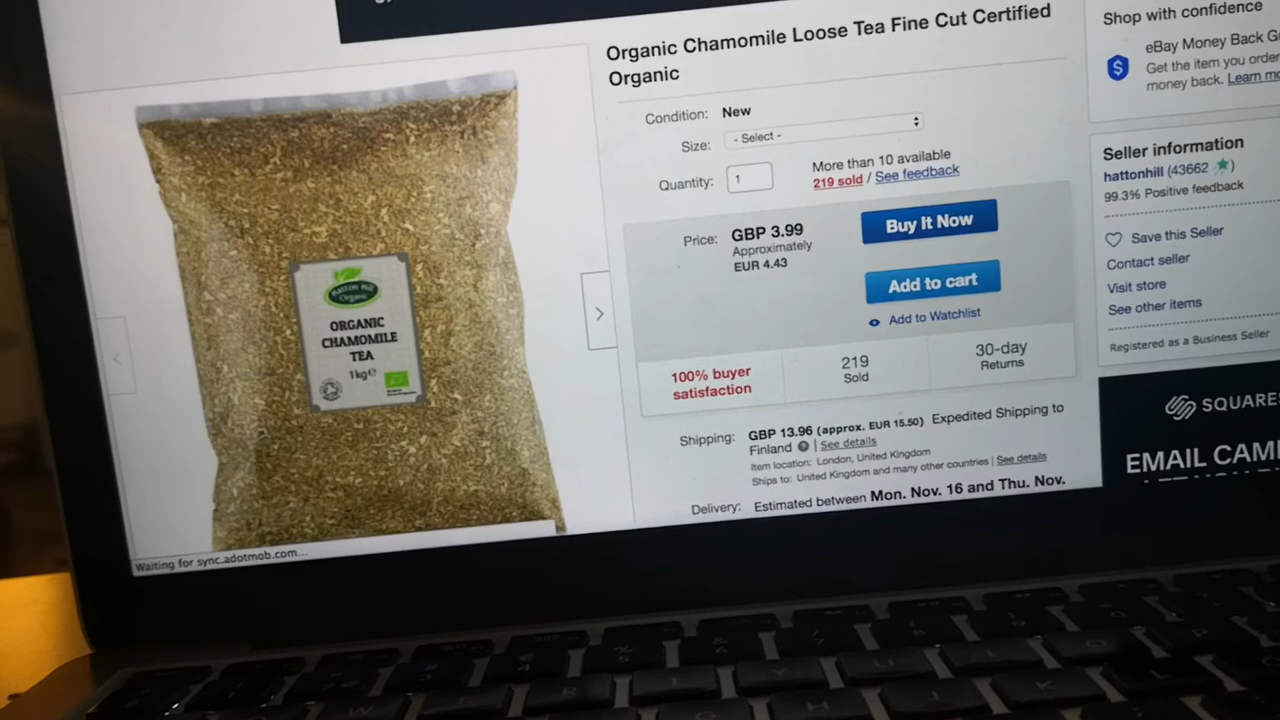 Organic Chamomile Loose Tea Fine Cut Certified
Organic
Condition: New
Size: - Select -
Quantity: 1
More than 10 available
219 sold / See feedback
Price: GBP 3.99
Approximately
EUR 4.43
Buy It Now
Add to cart
Add to Watchlist
100% buyer
satisfaction
219
Sold
30-day
Returns
Shipping: GBP 13.96 (approx. EUR 15.50) Expedited Shipping to
Finland | See details
Item location: London, United Kingdom
Ships to: United Kingdom and many other countries | See details
Delivery: Estimated between Mon. Nov. 16 and Thu. Nov.
Hatton Hill
Organic
ORGANIC
CHAMOMILE
TEA
1kg e
Waiting for sync.adotmob.com...
Shop with confidence
eBay Money Back G
Get the item you order
money back. Learn mo
Seller information
hattonhill (43662 )
99.3% Positive feedback
Save this Seller
Contact seller
Visit store
See other items
Registered as a Business Seller
SQUARES
EMAIL CAM